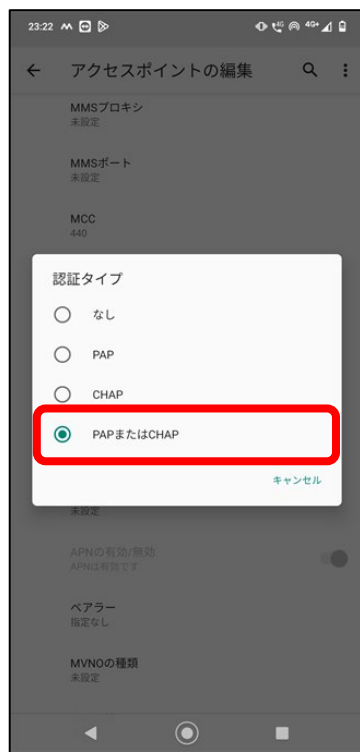 23:22
4G 4G+
アクセスポイントの編集
MMSプロキシ
未設定
MMSポート
未設定
MCC
440
認証タイプ
なし
PAP
CHAP
PAPまたはCHAP
キャンセル
未設定
APNの有効/無効
APNは有効です
ベアラー
指定なし
MVNOの種類
未設定